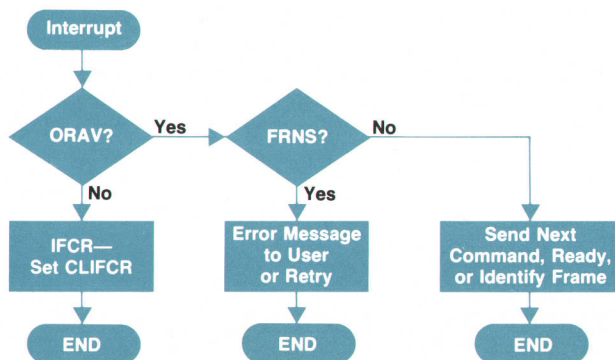 Interrupt
ORAV?
Yes
FRNS?
No
No
Yes
IFCR—
Set CLIFCR
Error Message
to User
or Retry
Send Next
Command, Ready,
or Identify Frame
END
END
END